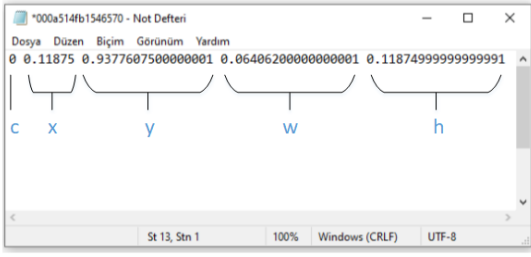 *000a514fb1546570 - Not Defteri
Dosya Düzen Biçim Görünüm Yardım
0 0.11875 0.9377607500000001 0.06406200000000001 0.11874999999999991
c x y w h
St 13, Stn 1 100% Windows (CRLF) UTF-8